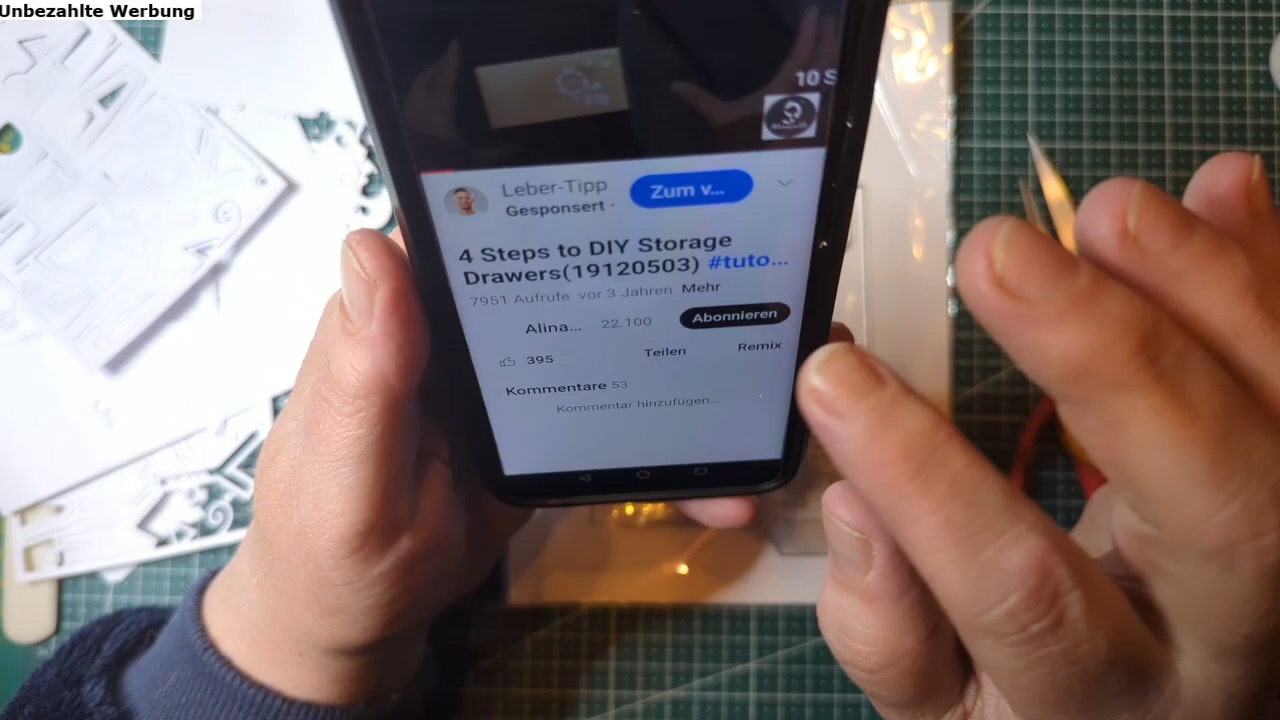 Unbezahlte Werbung
10 S
Leber-Tipp
Gesponsert ·
Zum v...
4 Steps to DIY Storage
Drawers(19120503) #tuto...
7951 Aufrufe vor 3 Jahren Mehr
Alina... 22.100 Abonnieren
395 Teilen Remix
Kommentare 53
Kommentar hinzufügen...